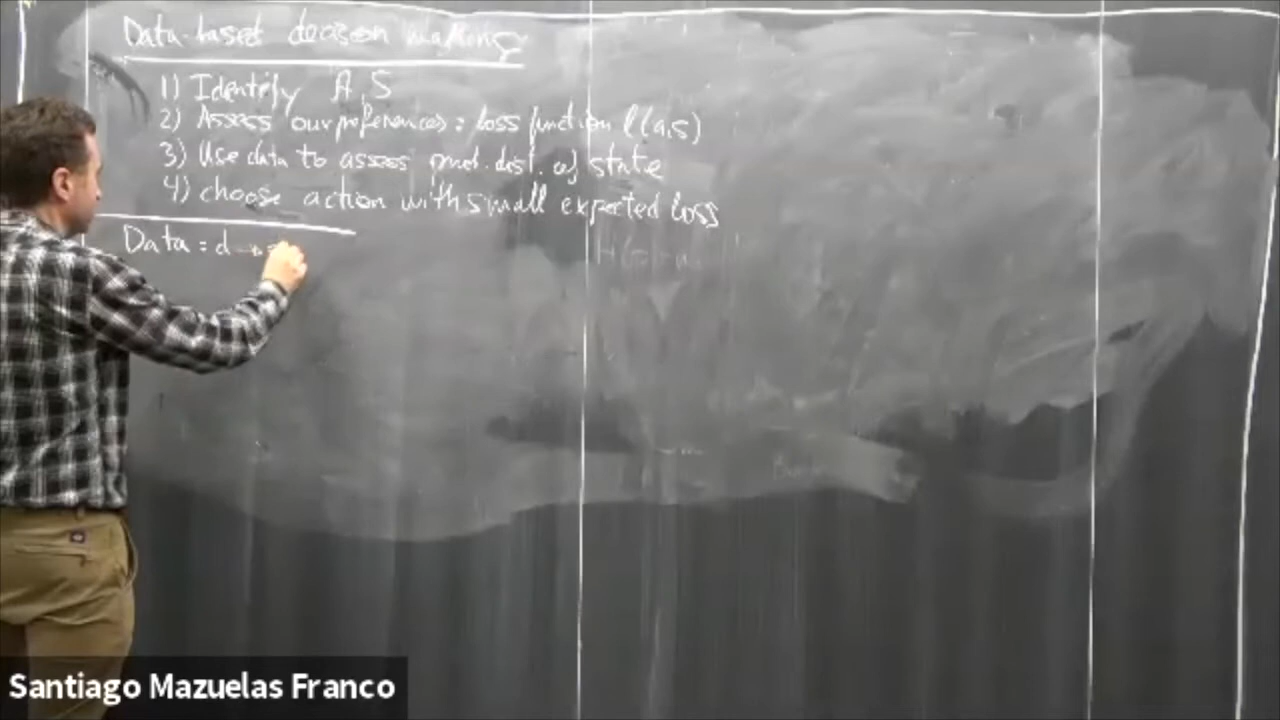 Data-based decision making
1) Identify A, S
2) Assess our preferences: loss function l(a,s)
3) Use data to assess prob. dist. of state
4) choose action with small expected loss
Data: d
Santiago Mazuelas Franco